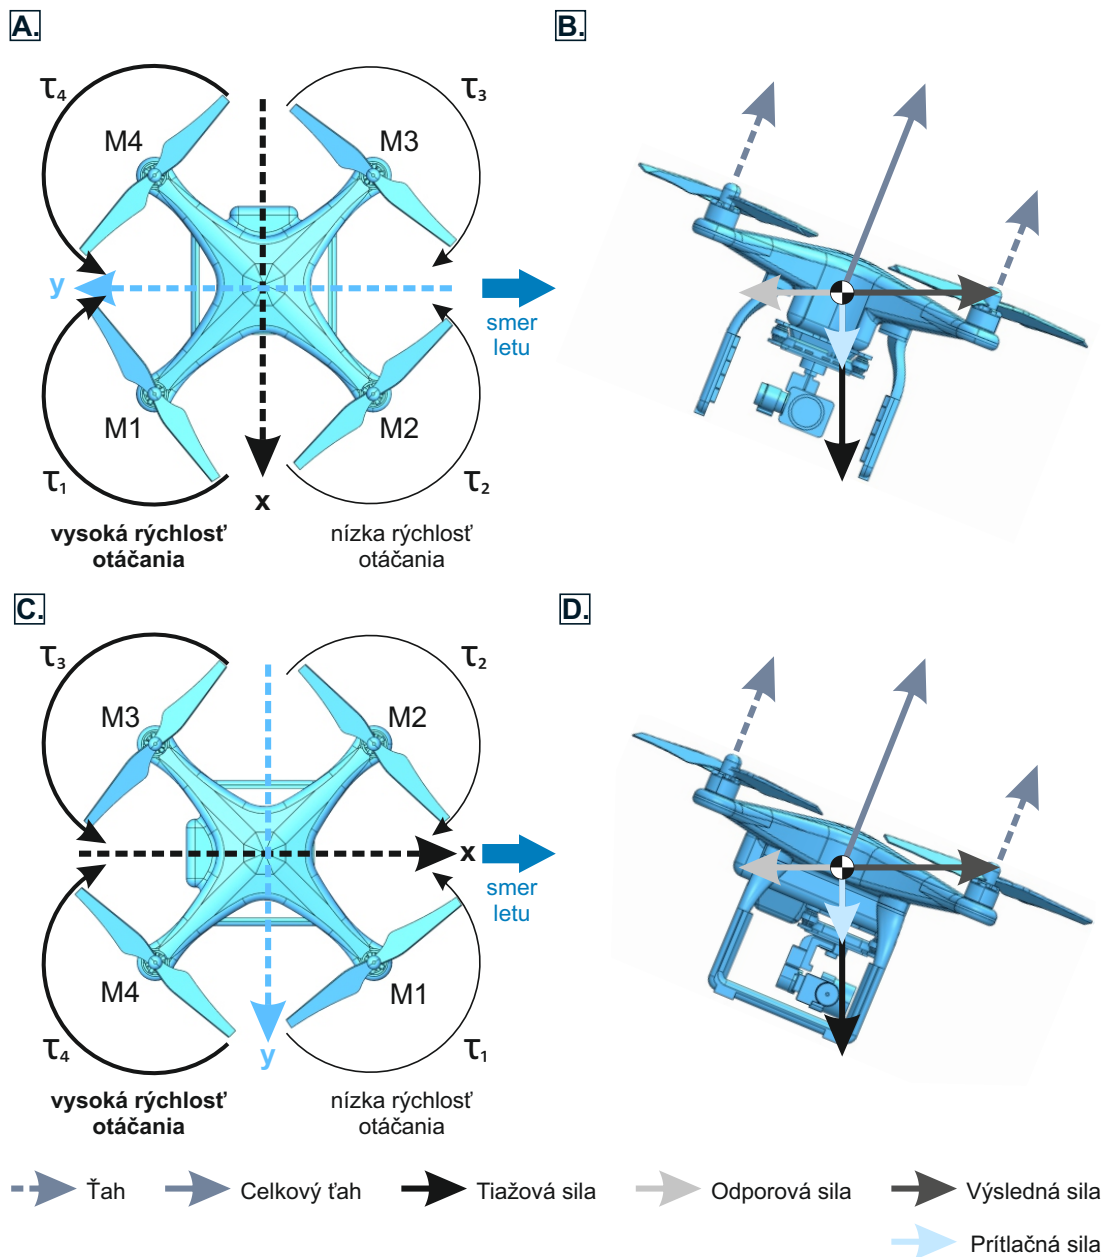 A.
B.
τ₄
τ₃
M4
M3
y
smer
letu
M1
M2
τ₁
τ₂
x
vysoká rýchlosť
otáčania
nízka rýchlosť
otáčania
C.
D.
τ₃
τ₂
M3
M2
x
smer
letu
M4
M1
τ₄
τ₁
y
vysoká rýchlosť
otáčania
nízka rýchlosť
otáčania
Ťah
Celkový ťah
Tiažová sila
Odporová sila
Výsledná sila
Prítlačná sila